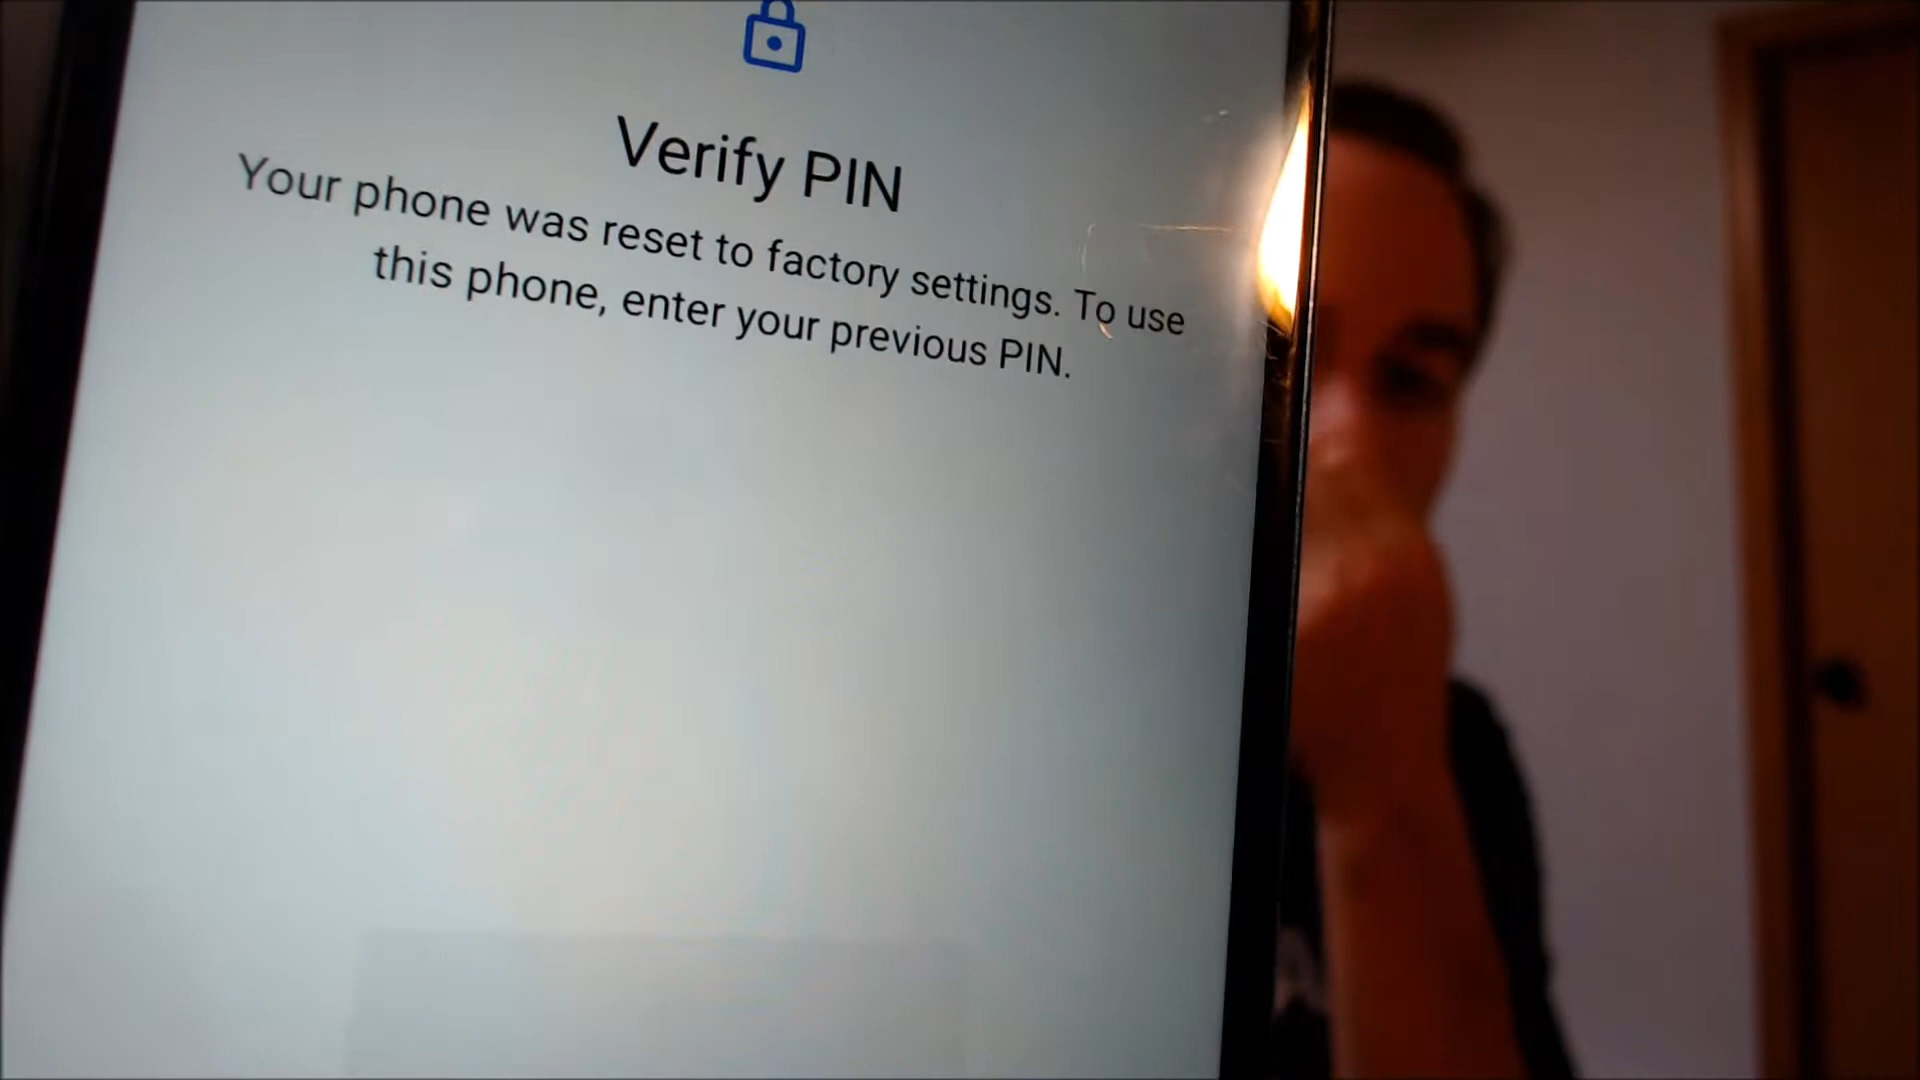 Verify PIN
Your phone was reset to factory settings. To use
this phone, enter your previous PIN.